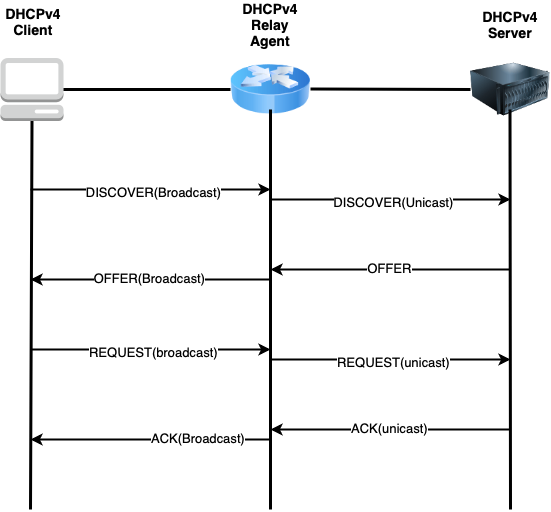 DHCPv4
Client
DHCPv4
Relay
Agent
DHCPv4
Server
DISCOVER(Broadcast)
DISCOVER(Unicast)
OFFER
OFFER(Broadcast)
REQUEST(broadcast)
REQUEST(unicast)
ACK(unicast)
ACK(Broadcast)